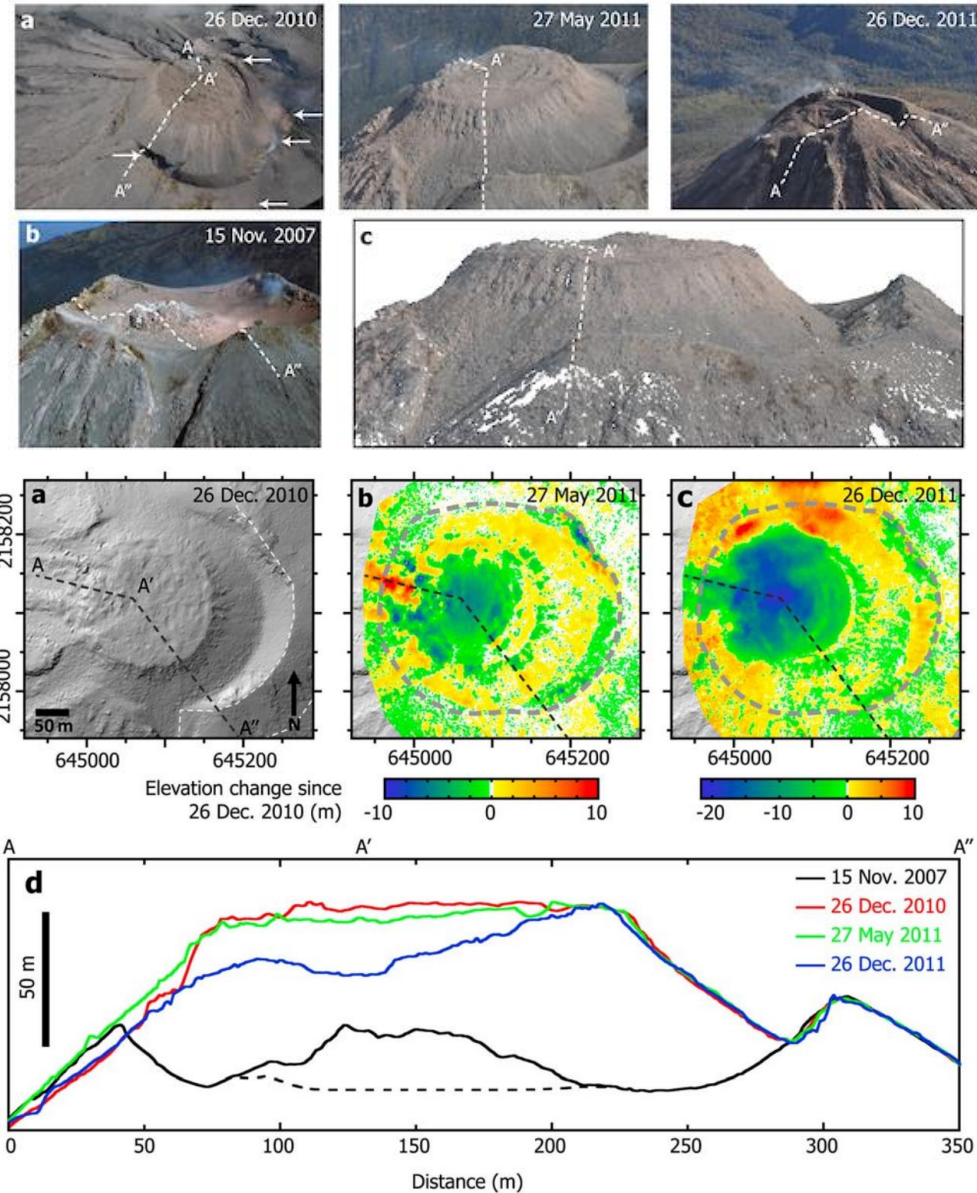 a
26 Dec. 2010
A
A'
A"
27 May 2011
A'
26 Dec. 2011
A
A"
b
15 Nov. 2007
A"
c
A'
A
a
26 Dec. 2010
A
A'
A"
N
50 m
2158200
2158000
645000
645200
b
27 May 2011
645000
645200
c
26 Dec. 2011
645000
645200
Elevation change since
26 Dec. 2010 (m)
-10
0
10
-20
-10
0
10
A
A'
A"
d
50 m
15 Nov. 2007
26 Dec. 2010
27 May 2011
26 Dec. 2011
0
50
100
150
200
250
300
350
Distance (m)